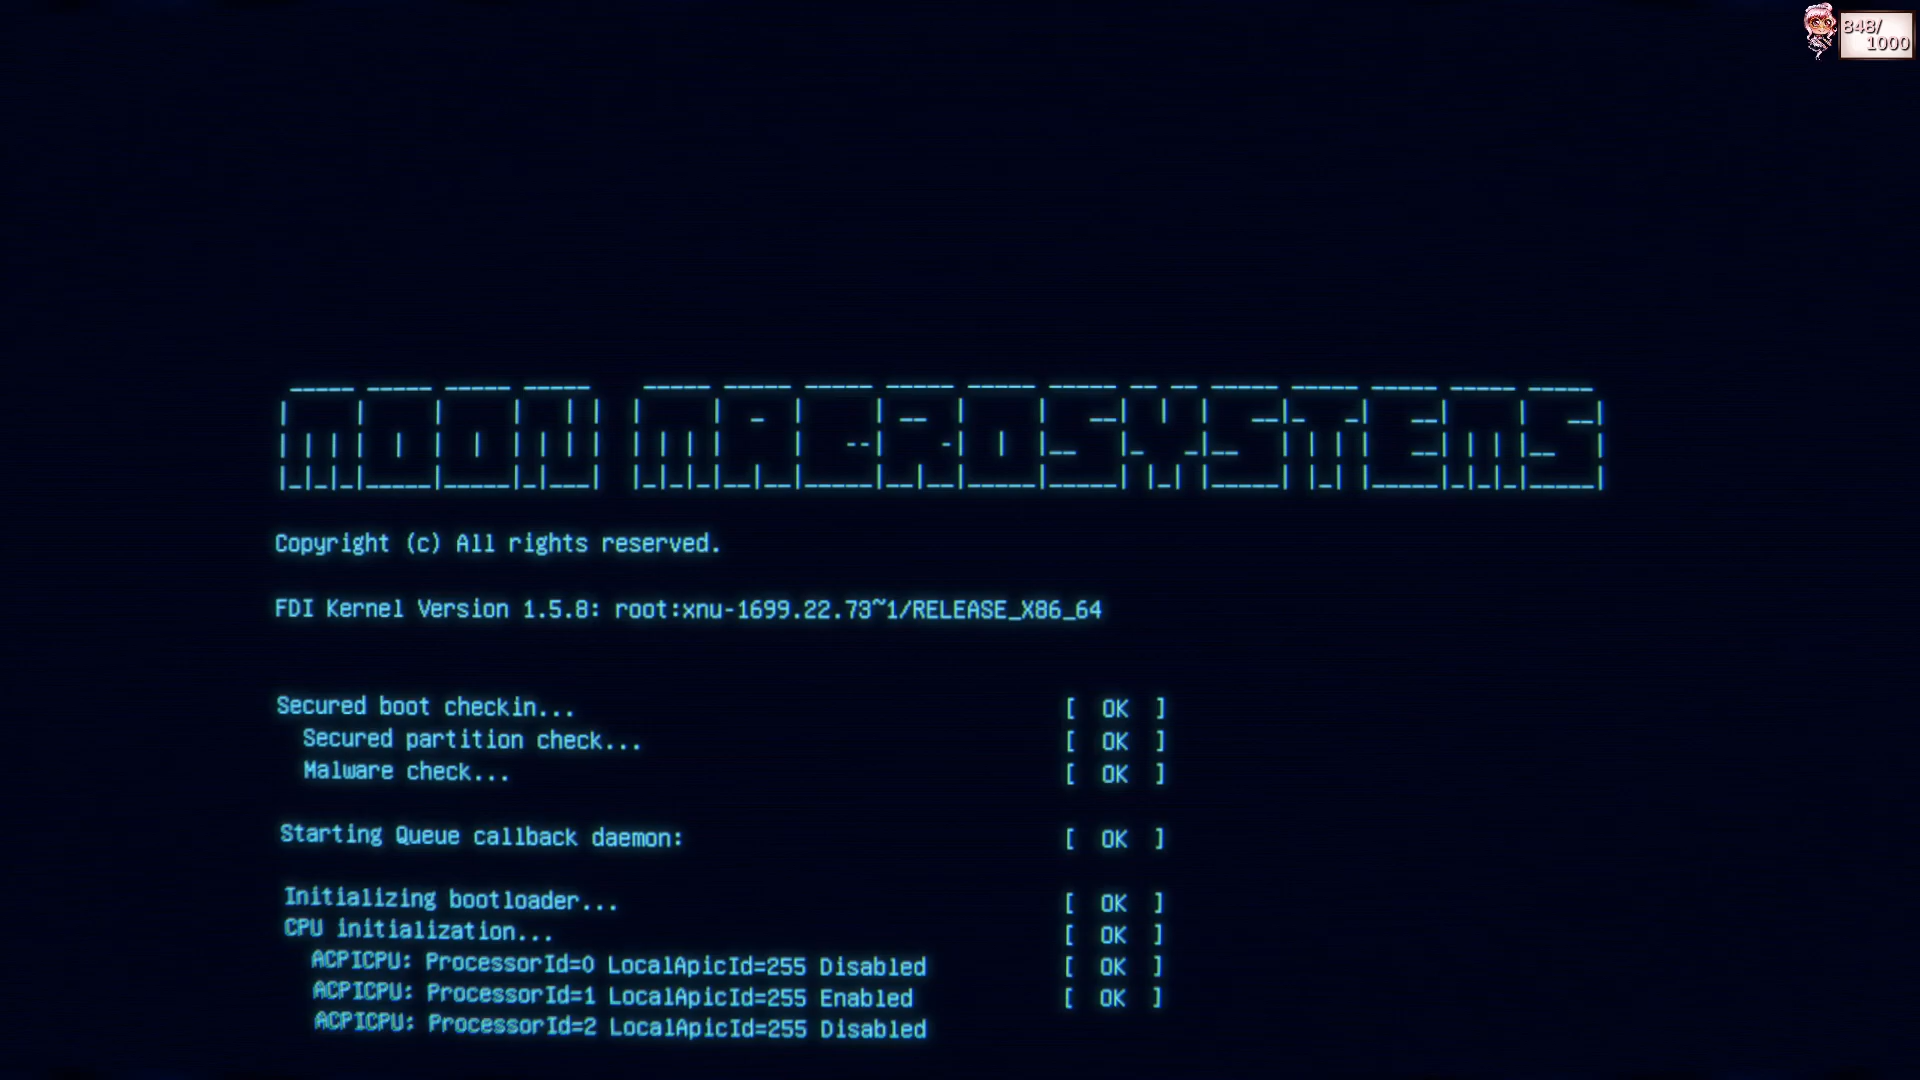 848/
1000
MOON MACROSYSTEMS
Copyright (c) All rights reserved.
FDI Kernel Version 1.5.8: root:xnu-1699.22.73~1/RELEASE_X86_64
Secured boot checkin... [ OK ]
Secured partition check... [ OK ]
Malware check... [ OK ]
Starting Queue callback daemon: [ OK ]
Initializing bootloader... [ OK ]
CPU initialization... [ OK ]
ACPICPU: ProcessorId=0 LocalApicId=255 Disabled [ OK ]
ACPICPU: ProcessorId=1 LocalApicId=255 Enabled [ OK ]
ACPICPU: ProcessorId=2 LocalApicId=255 Disabled